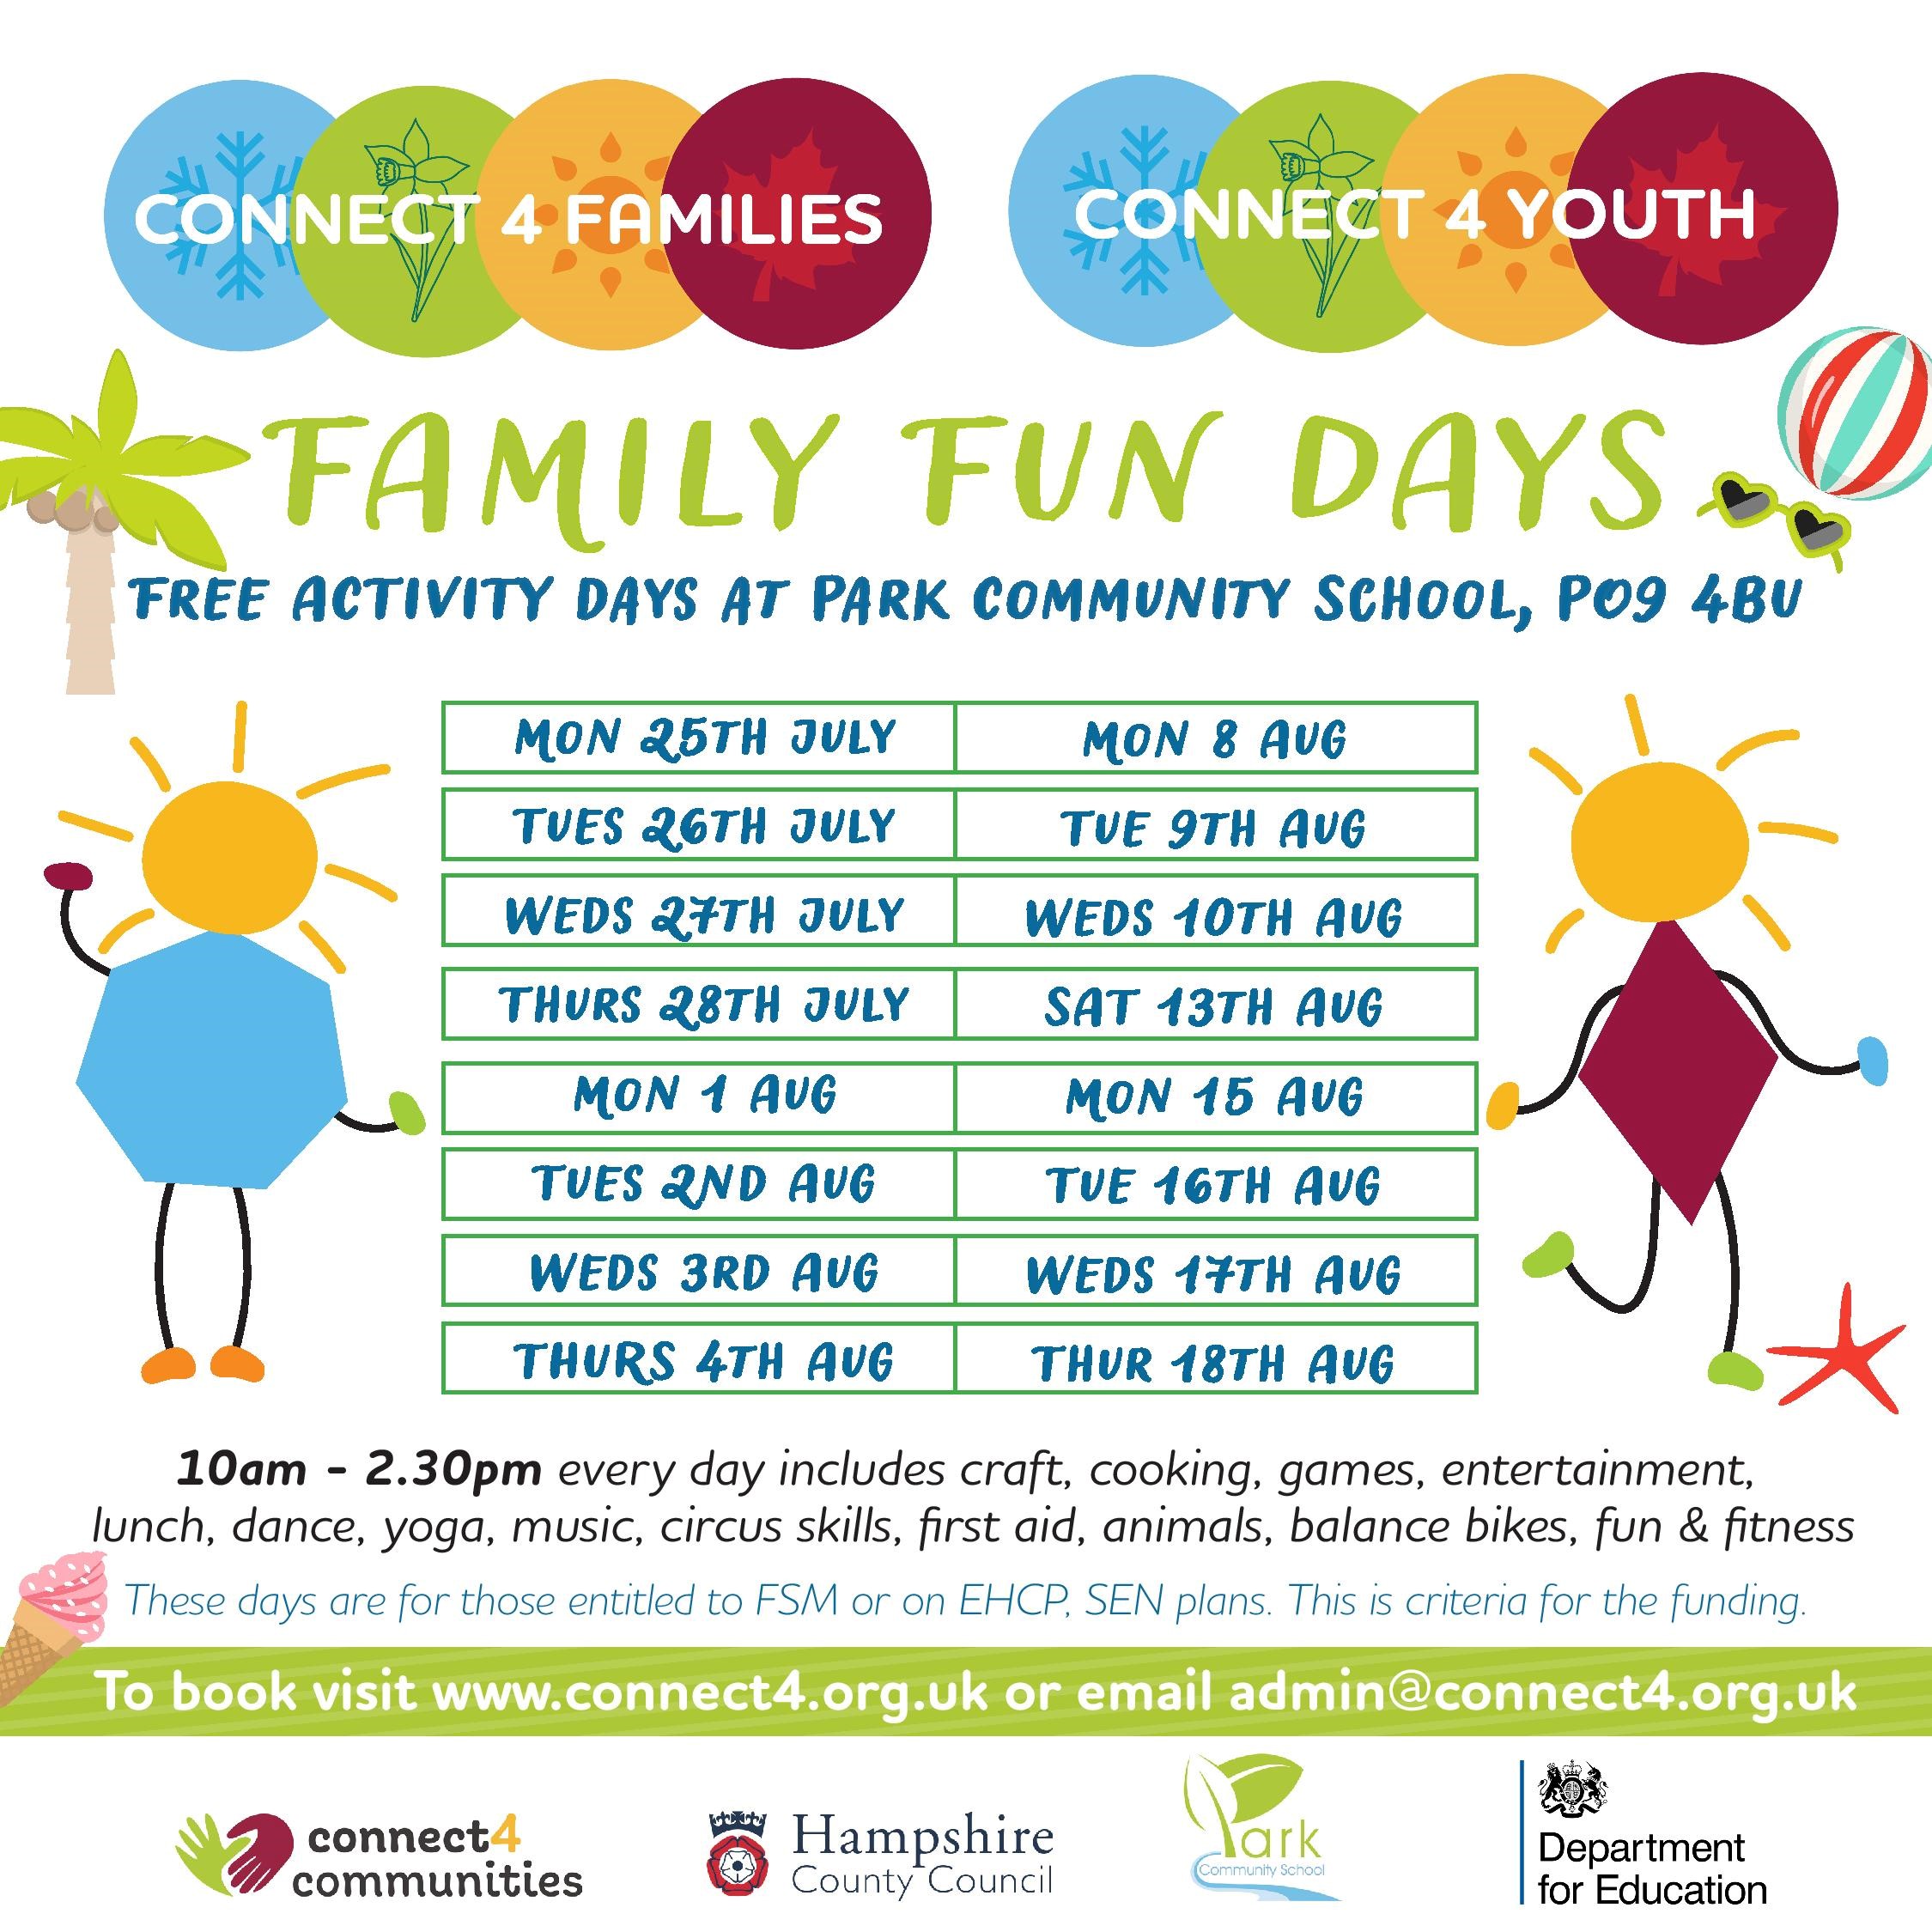 CONNECT 4 FAMILIES
CONNECT 4 YOUTH
FAMILY FUN DAYS
FREE ACTIVITY DAYS AT PARK COMMUNITY SCHOOL, PO9 4BU
MON 25TH JULY
MON 8 AUG
TUES 26TH JULY
TUE 9TH AUG
WEDS 27TH JULY
WEDS 10TH AUG
THURS 28TH JULY
SAT 13TH AUG
MON 1 AUG
MON 15 AUG
TUES 2ND AUG
TUE 16TH AUG
WEDS 3RD AUG
WEDS 17TH AUG
THURS 4TH AUG
THUR 18TH AUG
10am - 2.30pm every day includes craft, cooking, games, entertainment,
lunch, dance, yoga, music, circus skills, first aid, animals, balance bikes, fun & fitness
These days are for those entitled to FSM or on EHCP, SEN plans. This is criteria for the funding.
To book visit www.connect4.org.uk or email admin@connect4.org.uk
connect4
communities
Hampshire
County Council
Park
Community School
Department
for Education